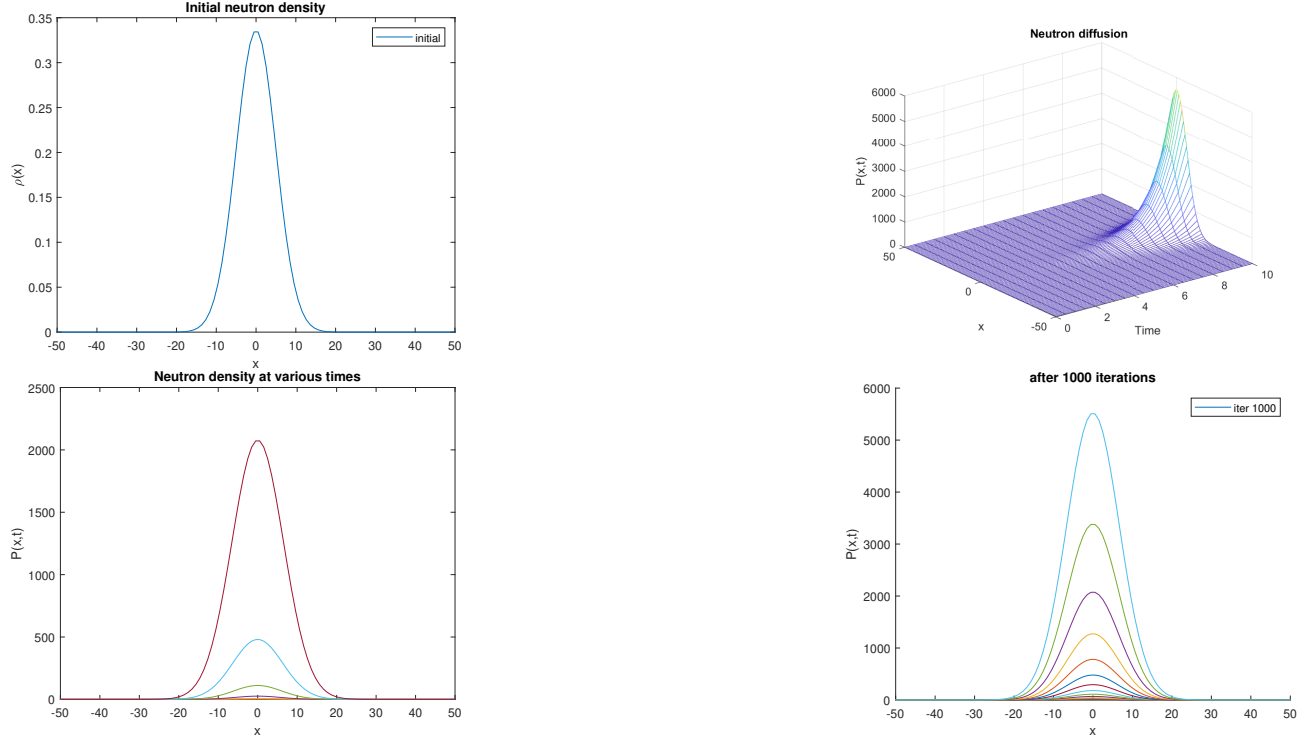 Initial neutron density
0.35
0.3
0.25
0.2
0.15
0.1
0.05
0
ρ(x)
initial
-50 -40 -30 -20 -10 0 10 20 30 40 50
x
Neutron diffusion
6000
5000
4000
3000
2000
1000
0
P(x,t)
50
0
-50
x
0
2
4
6
8
10
Time
Neutron density at various times
2500
2000
1500
1000
500
0
P(x,t)
-50 -40 -30 -20 -10 0 10 20 30 40 50
x
after 1000 iterations
6000
5000
4000
3000
2000
1000
0
P(x,t)
iter 1000
-50 -40 -30 -20 -10 0 10 20 30 40 50
x